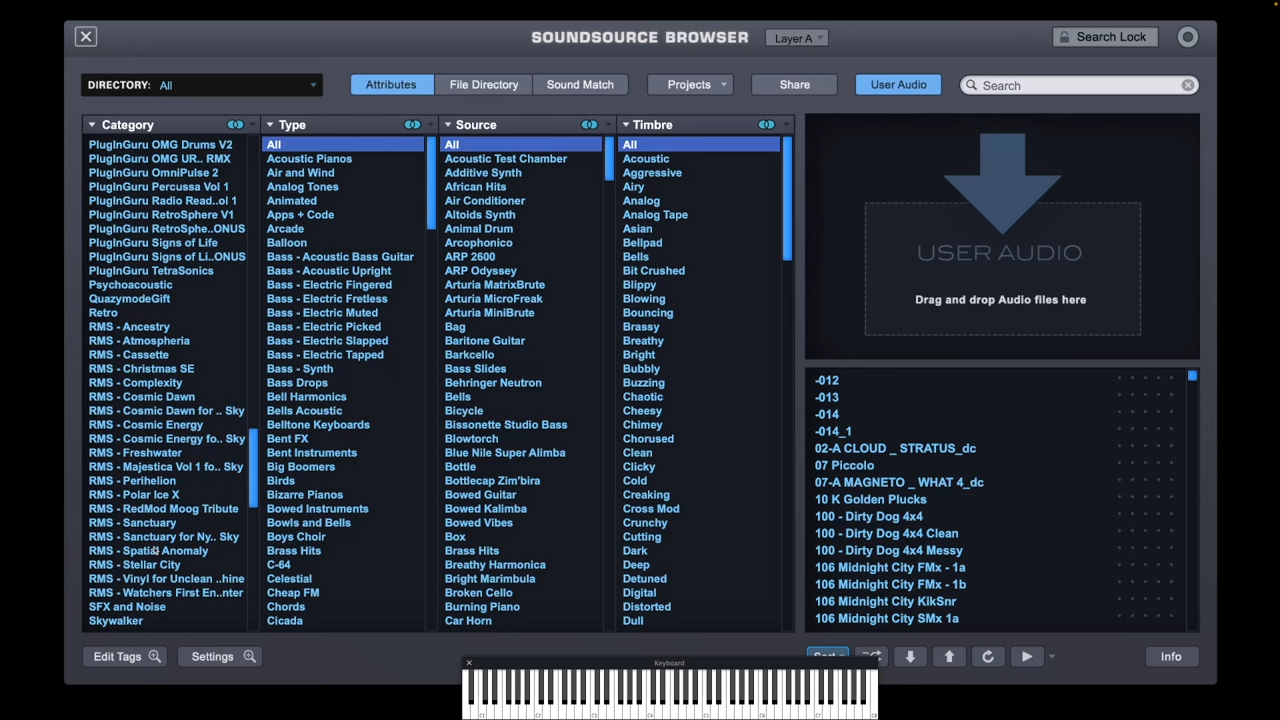 SOUNDSOURCE BROWSER
Layer A
Search Lock
DIRECTORY: All
Attributes
File Directory
Sound Match
Projects
Share
User Audio
Search
Category
PlugInGuru OMG Drums V2
PlugInGuru OMG UR.. RMX
PlugInGuru OmniPulse 2
PlugInGuru Percussa Vol 1
PlugInGuru Radio Read..ol 1
PlugInGuru RetroSphere V1
PlugInGuru RetroSphe..ONUS
PlugInGuru Signs of Life
PlugInGuru Signs of Li..ONUS
PlugInGuru TetraSonics
Psychoacoustic
QuazymodeGift
Retro
RMS - Ancestry
RMS - Atmospheria
RMS - Cassette
RMS - Christmas SE
RMS - Complexity
RMS - Cosmic Dawn
RMS - Cosmic Dawn for .. Sky
RMS - Cosmic Energy
RMS - Cosmic Energy fo.. Sky
RMS - Freshwater
RMS - Majestica Vol 1 fo.. Sky
RMS - Perihelion
RMS - Polar Ice X
RMS - RedMod Moog Tribute
RMS - Sanctuary
RMS - Sanctuary for Ny.. Sky
RMS - Spatial Anomaly
RMS - Stellar City
RMS - Vinyl for Unclean ..hine
RMS - Watchers First En..nter
SFX and Noise
Skywalker
Type
All
Acoustic Pianos
Air and Wind
Analog Tones
Animated
Apps + Code
Arcade
Balloon
Bass - Acoustic Bass Guitar
Bass - Acoustic Upright
Bass - Electric Fingered
Bass - Electric Fretless
Bass - Electric Muted
Bass - Electric Picked
Bass - Electric Slapped
Bass - Electric Tapped
Bass - Synth
Bass Drops
Bell Harmonics
Bells Acoustic
Belltone Keyboards
Bent FX
Bent Instruments
Big Boomers
Birds
Bizarre Pianos
Bowed Instruments
Bowls and Bells
Boys Choir
Brass Hits
C-64
Celestial
Cheap FM
Chords
Cicada
Source
All
Acoustic Test Chamber
Additive Synth
African Hits
Air Conditioner
Altoids Synth
Animal Drum
Arcophonico
ARP 2600
ARP Odyssey
Arturia MatrixBrute
Arturia MicroFreak
Arturia MiniBrute
Bag
Baritone Guitar
Barkcello
Bass Slides
Behringer Neutron
Bells
Bicycle
Bissonette Studio Bass
Blowtorch
Blue Nile Super Alimba
Bottle
Bottlecap Zim'bira
Bowed Guitar
Bowed Kalimba
Bowed Vibes
Box
Brass Hits
Breathy Harmonica
Bright Marimbula
Broken Cello
Burning Piano
Car Horn
Timbre
All
Acoustic
Aggressive
Airy
Analog
Analog Tape
Asian
Bellpad
Bells
Bit Crushed
Blippy
Blowing
Bouncing
Brassy
Breathy
Bright
Bubbly
Buzzing
Chaotic
Cheesy
Chimey
Chorused
Clean
Clicky
Cold
Creaking
Cross Mod
Crunchy
Cutting
Dark
Deep
Detuned
Digital
Distorted
Dull
USER AUDIO
Drag and drop Audio files here
-012
-013
-014
-014_1
02-A CLOUD _ STRATUS_dc
07 Piccolo
07-A MAGNETO _ WHAT 4_dc
10 K Golden Plucks
100 - Dirty Dog 4x4
100 - Dirty Dog 4x4 Clean
100 - Dirty Dog 4x4 Messy
106 Midnight City FMx - 1a
106 Midnight City FMx - 1b
106 Midnight City KikSnr
106 Midnight City SMx 1a
Edit Tags
Settings
Info
Keyboard
C1 C2 C3 C4 C5 C6 C7 C8